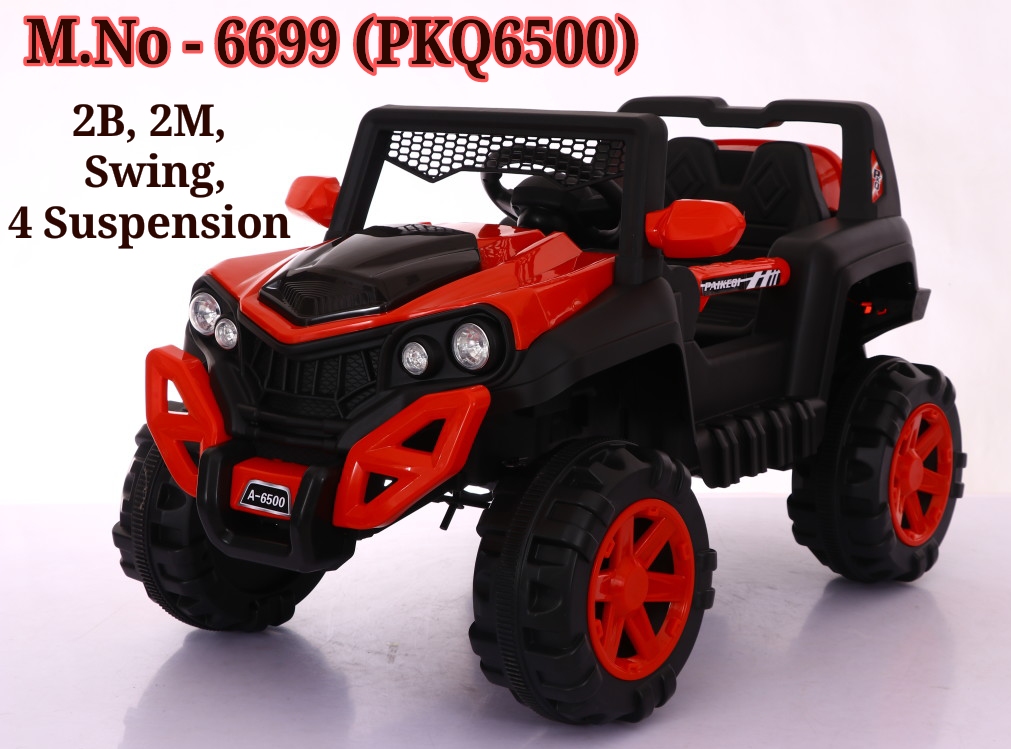 M.No - 6699 (PKQ6500)
2B, 2M,
Swing,
4 Suspension
PAIKEQI
A-6500